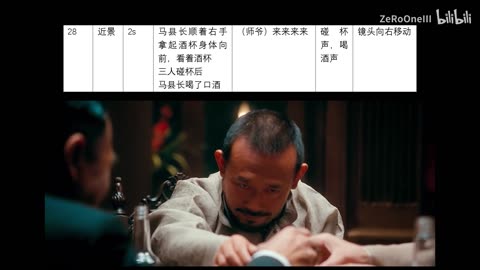 ZeRoOneIII bilibili
28 近景 2s 马县长顺着右手 （师爷）来来来来 碰杯 镜头向右移动
拿起酒杯身体向 声，喝
前，看着酒杯 酒声
三人碰杯后
马县长喝了口酒